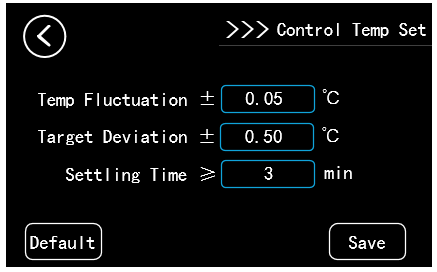 >>> Control Temp Set
Temp Fluctuation ± 0.05 ℃
Target Deviation ± 0.50 ℃
Settling Time ⩾ 3 min
Default Save